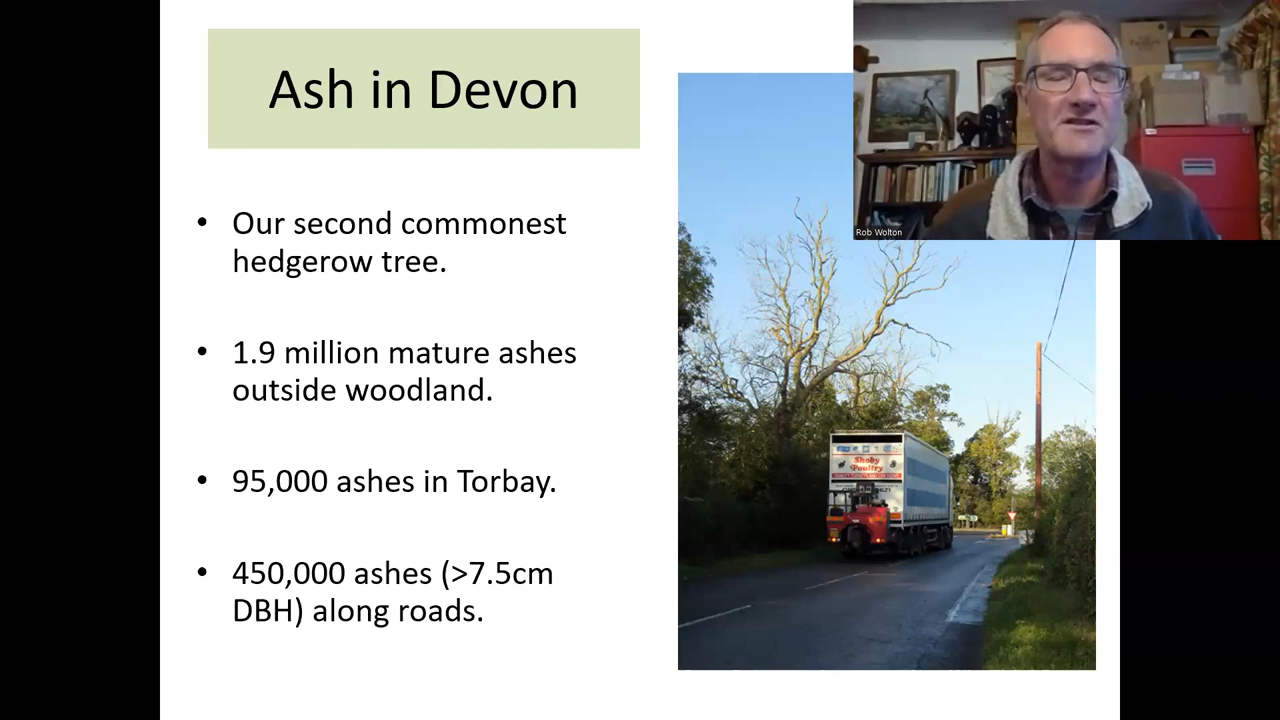 Ash in Devon
• Our second commonest
hedgerow tree.
• 1.9 million mature ashes
outside woodland.
• 95,000 ashes in Torbay.
• 450,000 ashes (>7.5cm
DBH) along roads.
Rob Wolton
Shoby
Poultry